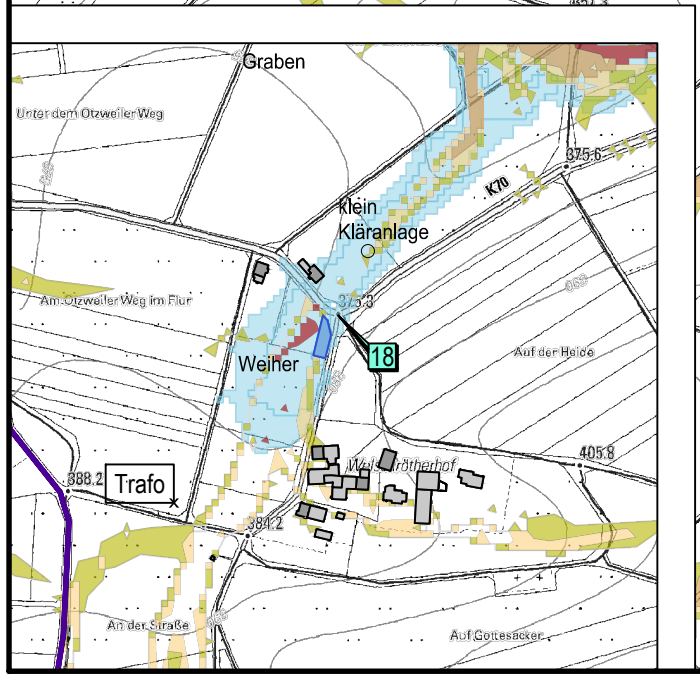 Graben
Unter dem Otzweiler Weg
375.6
K70
klein
Kläranlage
Am Otzweiler Weg im Flur
375.3
18
Auf der Heide
Weiher
405.8
388.2
Trafo
384.2
An der Straße
Auf Gottesacker